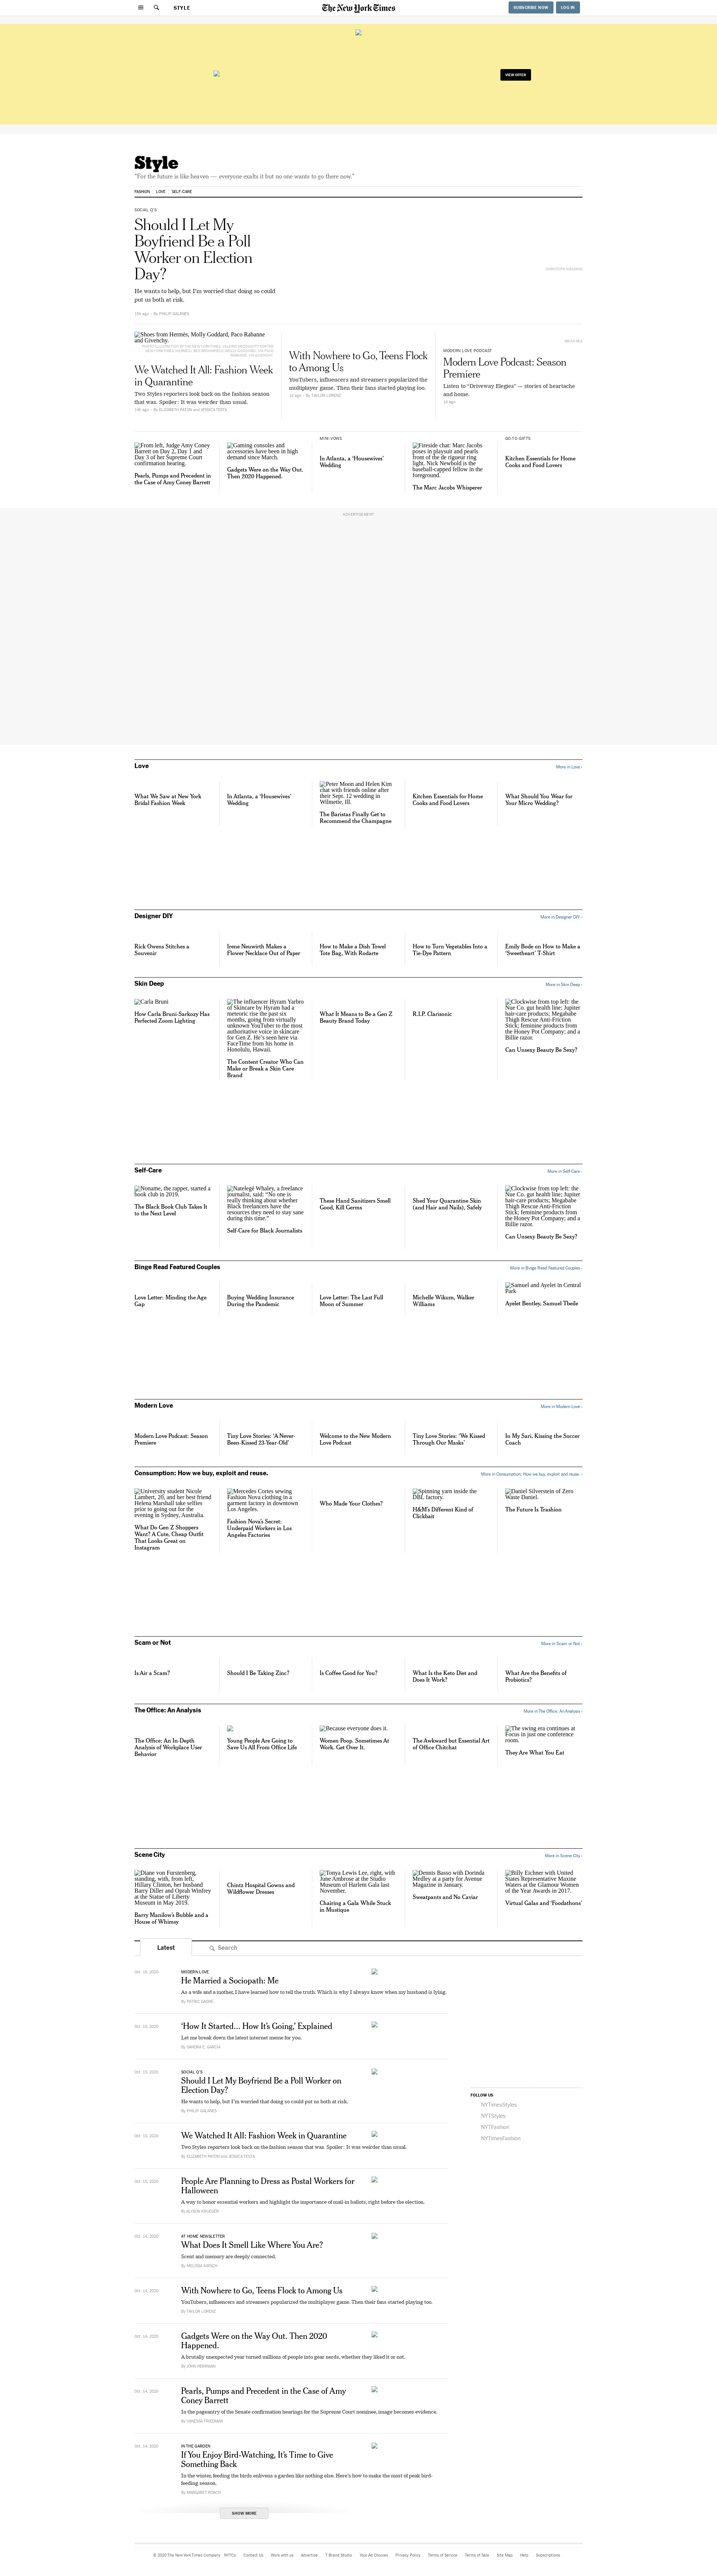 STYLE
The New York Times
SUBSCRIBE NOW
LOG IN
VIEW OFFER
Style
“For the future is like heaven — everyone exalts it but no one wants to go there now.”
FASHION | LOVE | SELF-CARE
SOCIAL Q’S
Should I Let My
Boyfriend Be a Poll
Worker on Election
Day?
He wants to help, but I’m worried that doing so could
put us both at risk.
By PHILIP GALANES
Shoes from Hermès, Molly Goddard, Paco Rabanne
and Givenchy.
We Watched It All: Fashion Week
in Quarantine
Two Styles reporters look back on the fashion season
that was. Spoiler: It was weirder than usual.
By ELIZABETH PATON and JESSICA TESTA
With Nowhere to Go, Teens Flock
to Among Us
YouTubers, influencers and streamers popularized the
multiplayer game. Then their fans started playing too.
By TAYLOR LORENZ
MODERN LOVE PODCAST
Modern Love Podcast: Season
Premiere
Listen to “Driveway Elegies” — stories of heartache
and home.
From left, Judge Amy Coney
Barrett on Day 2, Day 1 and
Day 3 of her Supreme Court
confirmation hearing.
Pearls, Pumps and Precedent in
the Case of Amy Coney Barrett
Gaming consoles and
accessories have been in high
demand since March.
Gadgets Were on the Way Out.
Then 2020 Happened.
MINI-VOWS
In Atlanta, a ‘Housewives’
Wedding
Fireside chat: Marc Jacobs
poses in playsuit and pearls
front of the de rigueur ring
light. Nick Newbold is the
baseball-capped fellow in the
foreground.
The Marc Jacobs Whisperer
GO-TO-GIFTS
Kitchen Essentials for Home
Cooks and Food Lovers
ADVERTISEMENT
Love
More in Love ›
What We Saw at New York
Bridal Fashion Week
In Atlanta, a ‘Housewives’
Wedding
Peter Moon and Helen Kim
chat with friends online after
their Sept. 12 wedding in
Wilmette, Ill.
The Baristas Finally Get to
Recommend the Champagne
Kitchen Essentials for Home
Cooks and Food Lovers
What Should You Wear for
Your Micro Wedding?
Designer DIY
More in Designer DIY ›
Rick Owens Stitches a
Souvenir
Irene Neuwirth Makes a
Flower Necklace Out of Paper
How to Make a Dish Towel
Tote Bag, With Rodarte
How to Turn Vegetables Into a
Tie-Dye Pattern
Emily Bode on How to Make a
‘Sweetheart’ T-Shirt
Skin Deep
More in Skin Deep ›
Carla Bruni
How Carla Bruni-Sarkozy Has
Perfected Zoom Lighting
The influencer Hyram Yarbro
of Skincare by Hyram had a
meteoric rise the past six
months, going from virtually
unknown YouTuber to the most
authoritative voice in skincare
for Gen Z. He’s seen here via
FaceTime from his home in
Honolulu, Hawaii.
The Content Creator Who Can
Make or Break a Skin Care
Brand
What It Means to Be a Gen Z
Beauty Brand Today
R.I.P. Clarisonic
Clockwise from top left: the
Nue Co. gut health line; Jupiter
hair-care products; Megababe
Thigh Rescue Anti-Friction
Stick; feminine products from
the Honey Pot Company; and a
Billie razor.
Can Unsexy Beauty Be Sexy?
Self-Care
More in Self-Care ›
Noname, the rapper, started a
book club in 2019.
The Black Book Club Takes It
to the Next Level
Natelegé Whaley, a freelance
journalist, said: “No one is
really thinking about whether
Black freelancers have the
resources they need to stay sane
during this time.”
Self-Care for Black Journalists
These Hand Sanitizers Smell
Good, Kill Germs
Shed Your Quarantine Skin
(and Hair and Nails), Safely
Clockwise from top left: the
Nue Co. gut health line; Jupiter
hair-care products; Megababe
Thigh Rescue Anti-Friction
Stick; feminine products from
the Honey Pot Company; and a
Billie razor.
Can Unsexy Beauty Be Sexy?
Binge Read Featured Couples
More in Binge Read Featured Couples ›
Love Letter: Minding the Age
Gap
Buying Wedding Insurance
During the Pandemic
Love Letter: The Last Full
Moon of Summer
Michelle Wikum, Walker
Williams
Samuel and Ayelet in Central
Park
Ayelet Bentley, Samuel Theile
Modern Love
More in Modern Love ›
Modern Love Podcast: Season
Premiere
Tiny Love Stories: ‘A Never-
Been-Kissed 23-Year-Old’
Welcome to the New Modern
Love Podcast
Tiny Love Stories: ‘We Kissed
Through Our Masks’
In My Sari, Kissing the Soccer
Coach
Consumption: How we buy, exploit and reuse.
More in Consumption: How we buy, exploit and reuse. ›
University student Nicole
Lambert, 20, and her best friend
Helena Marshall take selfies
prior to going out for the
evening in Sydney, Australia.
What Do Gen Z Shoppers
Want? A Cute, Cheap Outfit
That Looks Great on
Instagram
Mercedes Cortes sewing
Fashion Nova clothing in a
garment factory in downtown
Los Angeles.
Fashion Nova’s Secret:
Underpaid Workers in Los
Angeles Factories
Who Made Your Clothes?
Spinning yarn inside the
DBL factory.
H&M’s Different Kind of
Clickbait
Daniel Silverstein of Zero
Waste Daniel.
The Future Is Trashion
Scam or Not
More in Scam or Not ›
Is Air a Scam?
Should I Be Taking Zinc?
Is Coffee Good for You?
What Is the Keto Diet and
Does It Work?
What Are the Benefits of
Probiotics?
The Office: An Analysis
More in The Office: An Analysis ›
The Office: An In-Depth
Analysis of Workplace User
Behavior
Young People Are Going to
Save Us All From Office Life
Because everyone does it.
Women Poop. Sometimes At
Work. Get Over It.
The Awkward but Essential Art
of Office Chitchat
The swing era continues at
Focus in just one conference
room.
They Are What You Eat
Scene City
More in Scene City ›
Diane von Furstenberg,
standing, with, from left,
Hillary Clinton, her husband
Barry Diller and Oprah Winfrey
at the Statue of Liberty
Museum in May 2019.
Barry Manilow’s Bubble and a
House of Whimsy
Chintz Hospital Gowns and
Wildflower Dresses
Tonya Lewis Lee, right, with
June Ambrose at the Studio
Museum of Harlem Gala last
November.
Chairing a Gala While Stuck
in Mustique
Dennis Basso with Dorinda
Medley at a party for Avenue
Magazine in January.
Sweatpants and No Caviar
Billy Eichner with United
States Representative Maxine
Waters at the Glamour Women
of the Year Awards in 2017.
Virtual Galas and ‘Foodathons’
Latest
Search
Oct. 16, 2020
MODERN LOVE
He Married a Sociopath: Me
As a wife and mother, I have learned how to tell the truth. Which is why I always know when my husband is lying.
By PATRIC GAGNE
Oct. 15, 2020
‘How It Started... How It’s Going,’ Explained
Let me break down the latest internet meme for you.
By SANDRA E. GARCIA
Oct. 15, 2020
SOCIAL Q’S
Should I Let My Boyfriend Be a Poll Worker on
Election Day?
He wants to help, but I’m worried that doing so could put us both at risk.
By PHILIP GALANES
Oct. 15, 2020
We Watched It All: Fashion Week in Quarantine
Two Styles reporters look back on the fashion season that was. Spoiler: It was weirder than usual.
By ELIZABETH PATON and JESSICA TESTA
Oct. 15, 2020
People Are Planning to Dress as Postal Workers for
Halloween
A way to honor essential workers and highlight the importance of mail-in ballots, right before the election.
By ALYSON KRUEGER
Oct. 14, 2020
AT HOME NEWSLETTER
What Does It Smell Like Where You Are?
Scent and memory are deeply connected.
By MELISSA KIRSCH
Oct. 14, 2020
With Nowhere to Go, Teens Flock to Among Us
YouTubers, influencers and streamers popularized the multiplayer game. Then their fans started playing too.
By TAYLOR LORENZ
Oct. 14, 2020
Gadgets Were on the Way Out. Then 2020
Happened.
A brutally unexpected year turned millions of people into gear nerds, whether they liked it or not.
By JOHN HERRMAN
Oct. 14, 2020
Pearls, Pumps and Precedent in the Case of Amy
Coney Barrett
In the pageantry of the Senate confirmation hearings for the Supreme Court nominee, image becomes evidence.
By VANESSA FRIEDMAN
Oct. 14, 2020
IN THE GARDEN
If You Enjoy Bird-Watching, It’s Time to Give
Something Back
In the winter, feeding the birds enlivens a garden like nothing else. Here’s how to make the most of peak bird-
feeding season.
By MARGARET ROACH
SHOW MORE
FOLLOW US
NYTimesStyles
NYTStyles
NYTFashion
NYTimesFashion
© 2020 The New York Times Company
NYTCo
Contact Us
Work with us
Advertise
T Brand Studio
Your Ad Choices
Privacy Policy
Terms of Service
Terms of Sale
Site Map
Help
Subscriptions